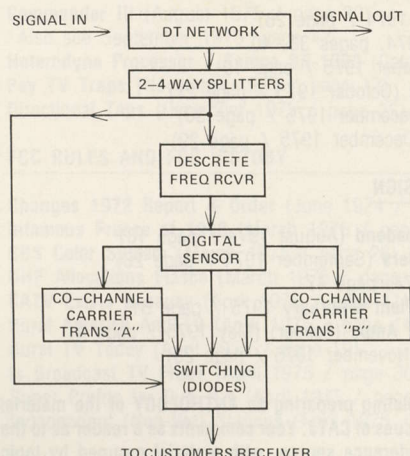 SIGNAL IN
SIGNAL OUT
DT NETWORK
2-4 WAY SPLITTERS
DESCRETE
FREQ RCVR
DIGITAL
SENSOR
CO-CHANNEL
CARRIER
TRANS "A"
CO-CHANNEL
CARRIER
TRANS "B"
SWITCHING
(DIODES)
TO CUSTOMERS RECEIVER